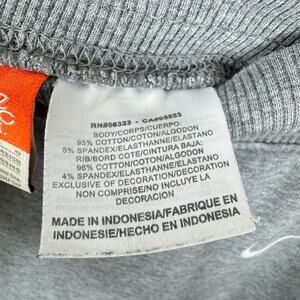 RN#56323 - CA#05553
BODY/CORPS/CUERPO:
95% COTTON/COTON/ALGODON
5% SPANDEX/ELASTHANNE/ELASTANO
RIB/BORD COTE/CINTURA BAJA:
96% COTTON/COTON/ALGODON
4% SPANDEX/ELASTHANNE/ELASTANO
EXCLUSIVE OF DECORATION/DECORATION
NON COMPRISE/NO INCLUYE LA
DECORACION
MADE IN INDONESIA/FABRIQUE EN
INDONESIE/HECHO EN INDONESIA